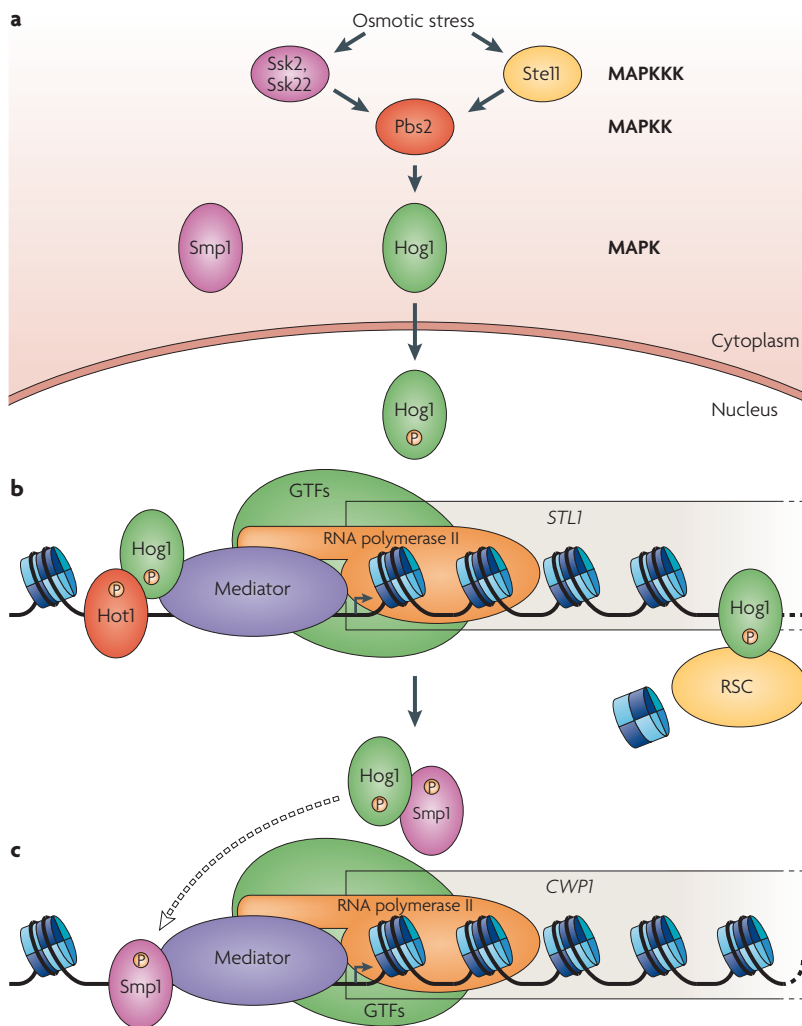 a
Osmotic stress
Ssk2,
Ssk22
Ste11
MAPKKK
Pbs2
MAPKK
Smp1
Hog1
MAPK
Cytoplasm
Hog1
P
Nucleus
b
GTFs
STL1
RNA polymerase II
Hog1
P
Mediator
P
Hot1
Hog1
P
RSC
Hog1
P
P
Smp1
c
CWP1
RNA polymerase II
Mediator
P
Smp1
GTFs